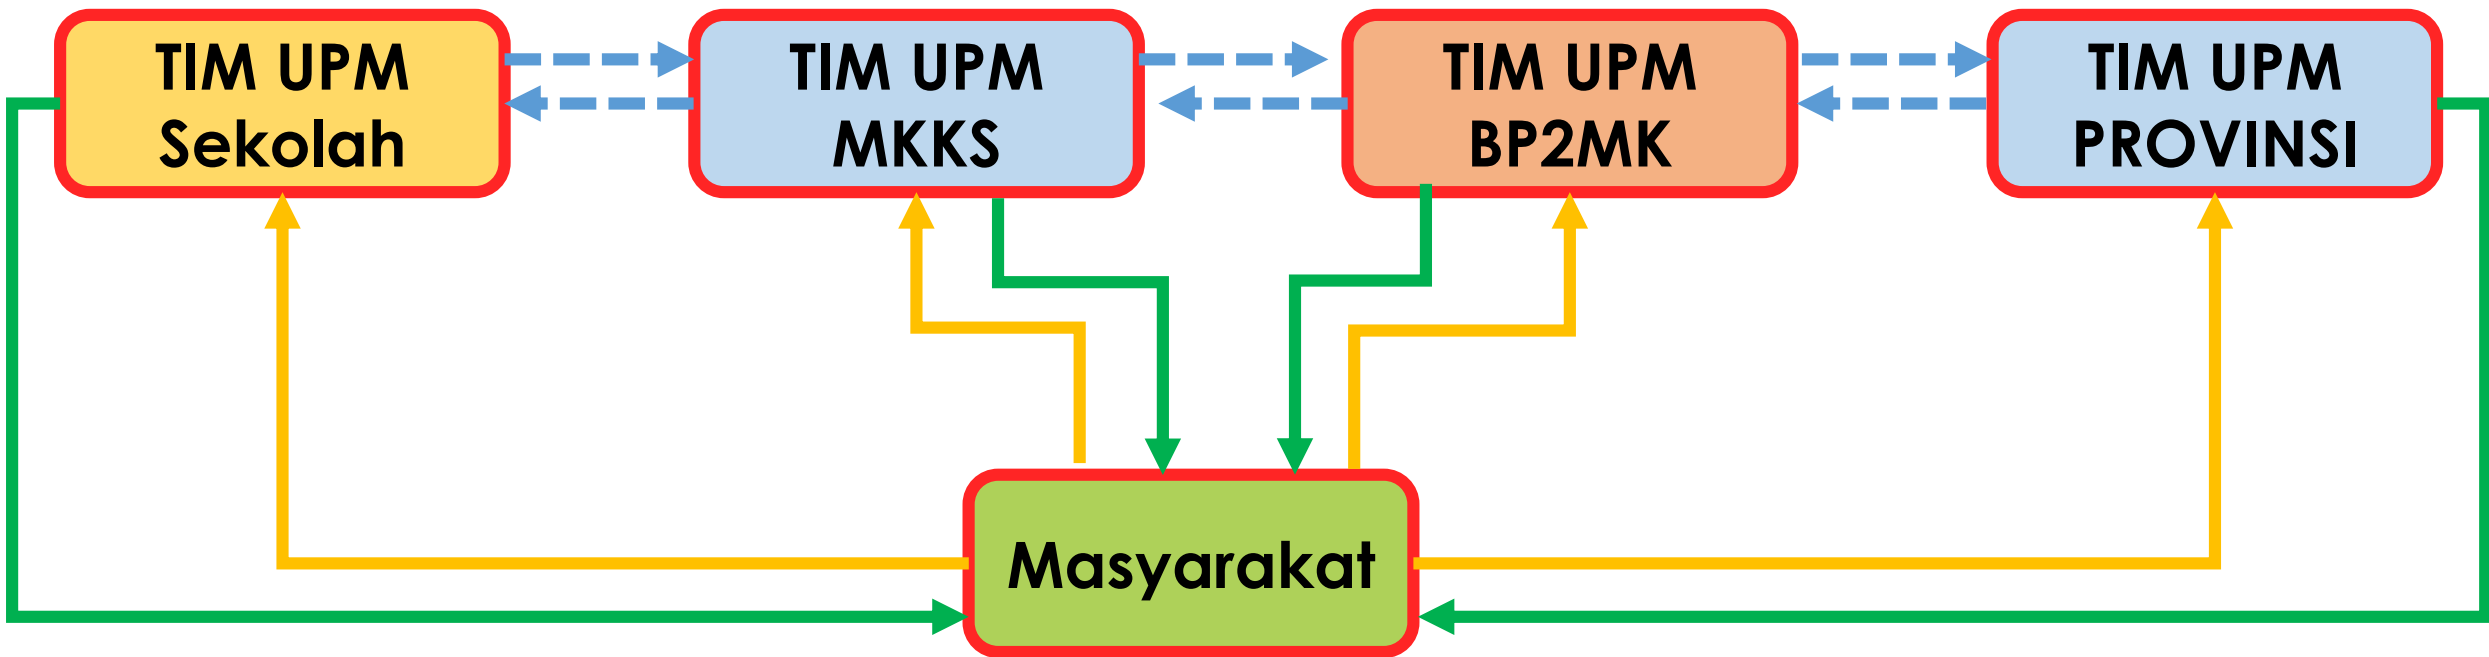 TIM UPM
Sekolah
TIM UPM
MKKS
TIM UPM
BP2MK
TIM UPM
PROVINSI
Masyarakat